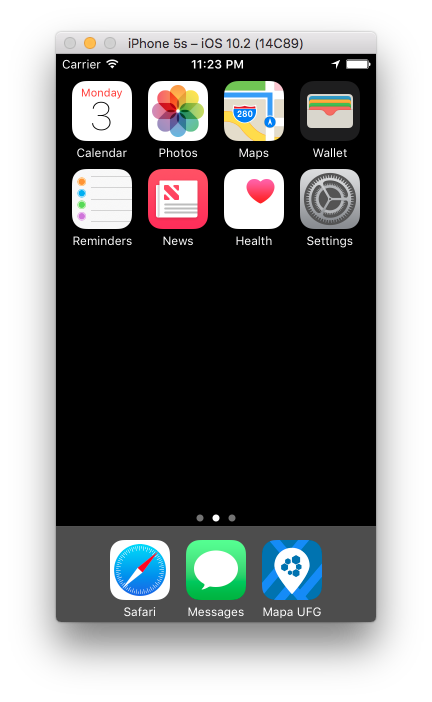 iPhone 5s – iOS 10.2 (14C89)
Carrier 11:23 PM
Monday
3
280
Calendar Photos Maps Wallet
Reminders News Health Settings
Safari Messages Mapa UFG